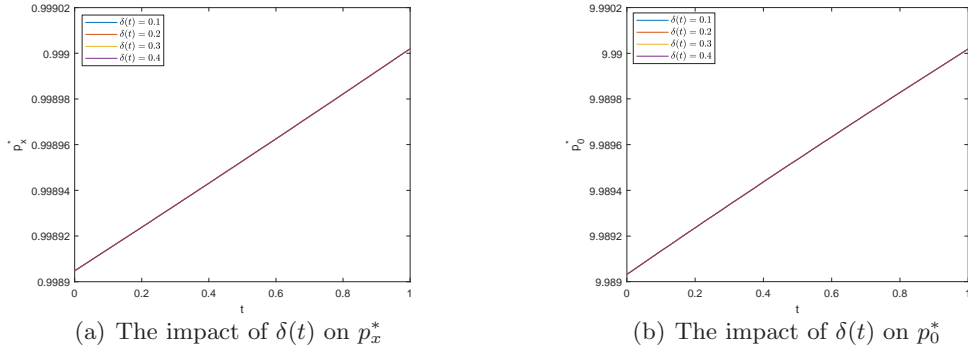 0.99902
0.999
0.99898
0.99896
0.99894
0.99892
0.9989
p*x
δ(t) = 0.1
δ(t) = 0.2
δ(t) = 0.3
δ(t) = 0.4
0 0.2 0.4 0.6 0.8 1
t
(a) The impact of δ(t) on p*x
9.9902
9.99
9.9898
9.9896
9.9894
9.9892
9.989
p*0
δ(t) = 0.1
δ(t) = 0.2
δ(t) = 0.3
δ(t) = 0.4
0 0.2 0.4 0.6 0.8 1
t
(b) The impact of δ(t) on p*0